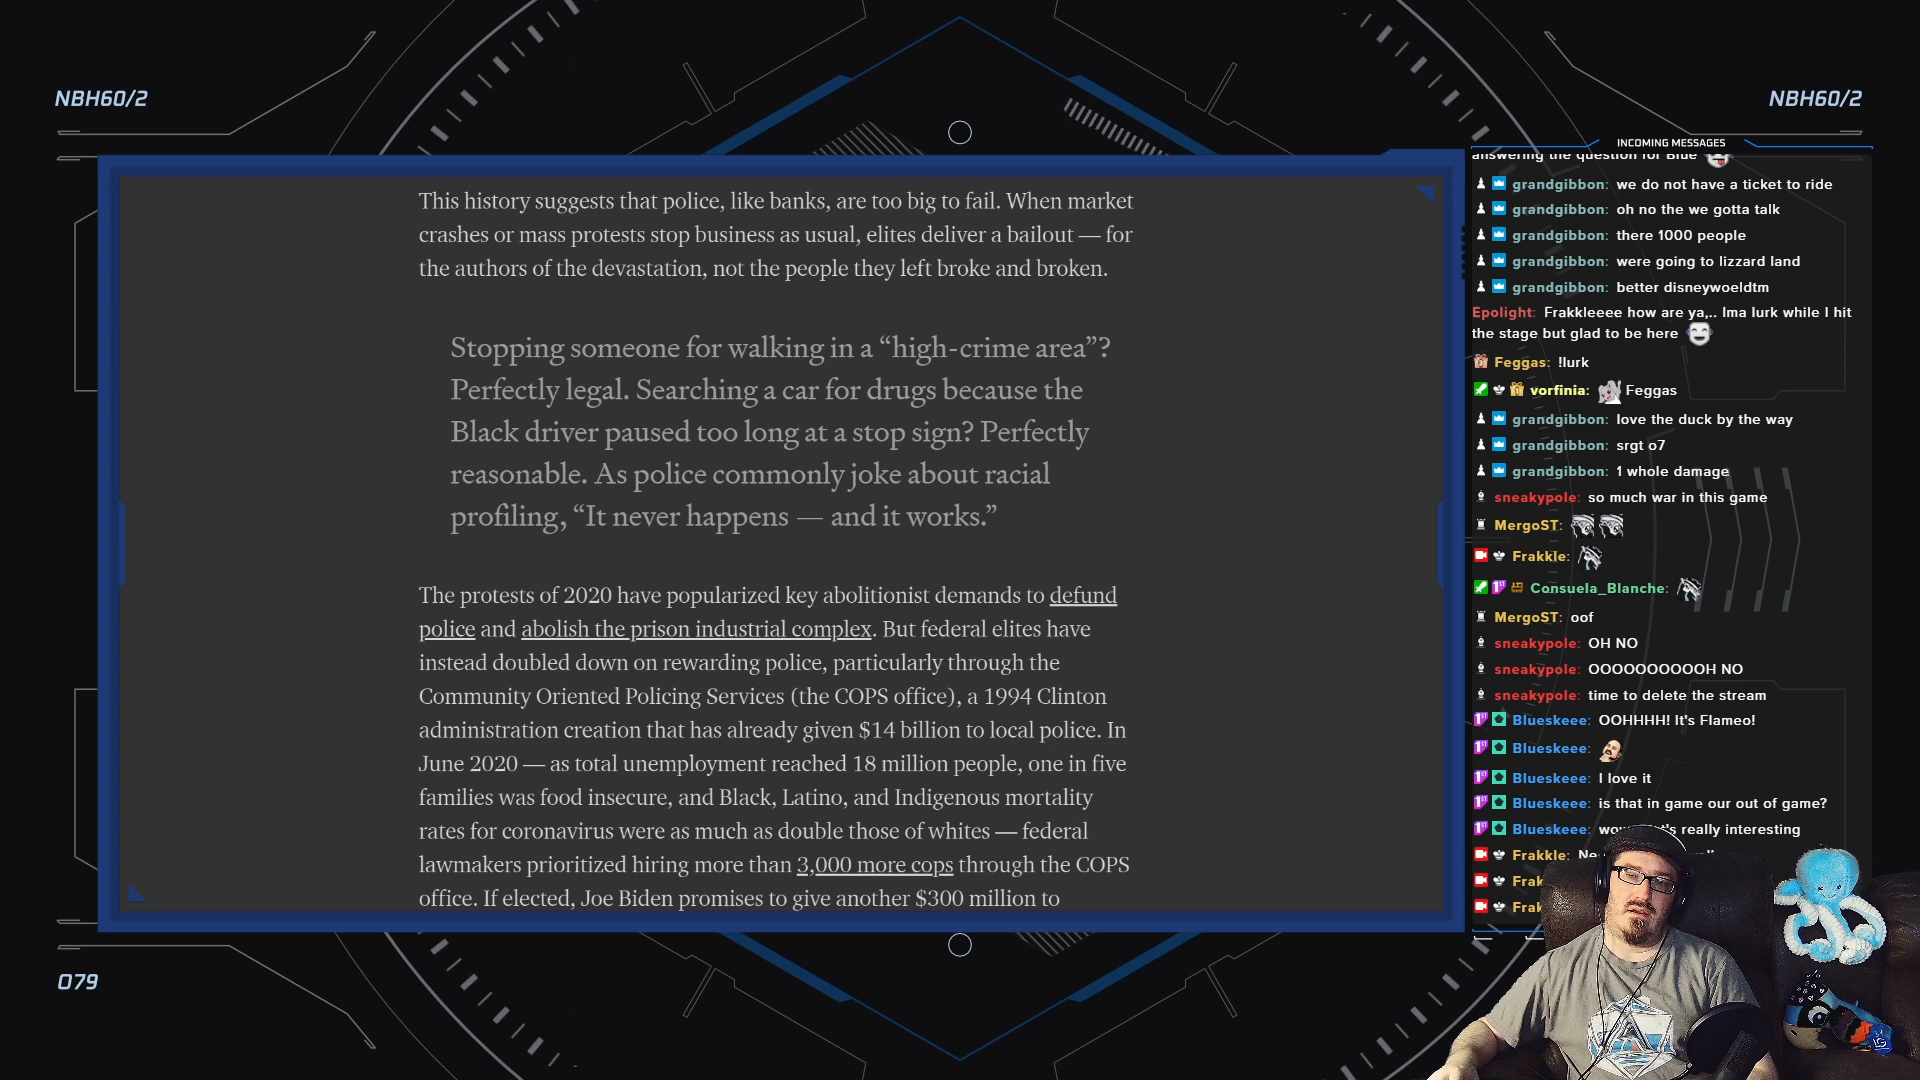 NBH60/2
NBH60/2
INCOMING MESSAGES
answering the question for Blue
grandgibbon: we do not have a ticket to ride
grandgibbon: oh no the we gotta talk
grandgibbon: there 1000 people
grandgibbon: were going to lizzard land
grandgibbon: better disneywoeldtm
Epolight: Frakkleeee how are ya,.. Ima lurk while I hit
the stage but glad to be here
Feggas: !lurk
vorfinia: Feggas
grandgibbon: love the duck by the way
grandgibbon: srgt o7
grandgibbon: 1 whole damage
sneakypole: so much war in this game
MergoST:
Frakkle:
Consuela_Blanche:
MergoST: oof
sneakypole: OH NO
sneakypole: OOOOOOOOOOH NO
sneakypole: time to delete the stream
Blueskeee: OOHHHH! It's Flameo!
Blueskeee:
Blueskeee: I love it
Blueskeee: is that in game our out of game?
Blueskeee: really interesting
Frakkle:
This history suggests that police, like banks, are too big to fail. When market
crashes or mass protests stop business as usual, elites deliver a bailout — for
the authors of the devastation, not the people they left broke and broken.
Stopping someone for walking in a “high-crime area”?
Perfectly legal. Searching a car for drugs because the
Black driver paused too long at a stop sign? Perfectly
reasonable. As police commonly joke about racial
profiling, “It never happens — and it works.”
The protests of 2020 have popularized key abolitionist demands to defund
police and abolish the prison industrial complex. But federal elites have
instead doubled down on rewarding police, particularly through the
Community Oriented Policing Services (the COPS office), a 1994 Clinton
administration creation that has already given $14 billion to local police. In
June 2020 — as total unemployment reached 18 million people, one in five
families was food insecure, and Black, Latino, and Indigenous mortality
rates for coronavirus were as much as double those of whites — federal
lawmakers prioritized hiring more than 3,000 more cops through the COPS
office. If elected, Joe Biden promises to give another $300 million to
079